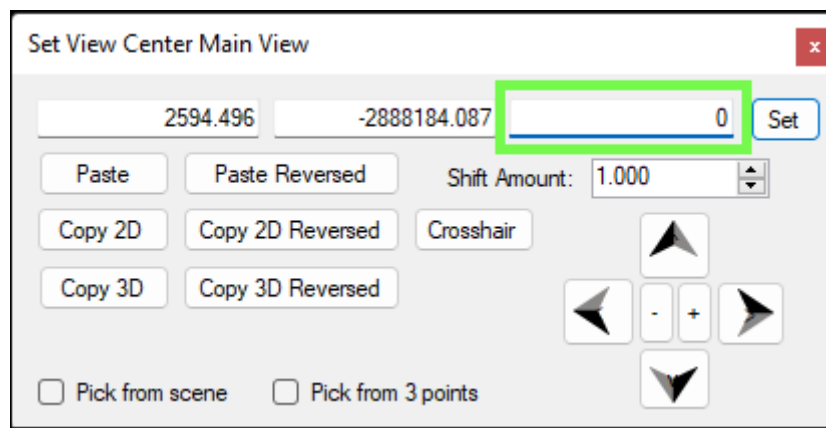 Set View Center Main View
x
2594.496 -2888184.087 0 Set
Paste Paste Reversed Shift Amount: 1.000
Copy 2D Copy 2D Reversed Crosshair
Copy 3D Copy 3D Reversed
- +
Pick from scene Pick from 3 points